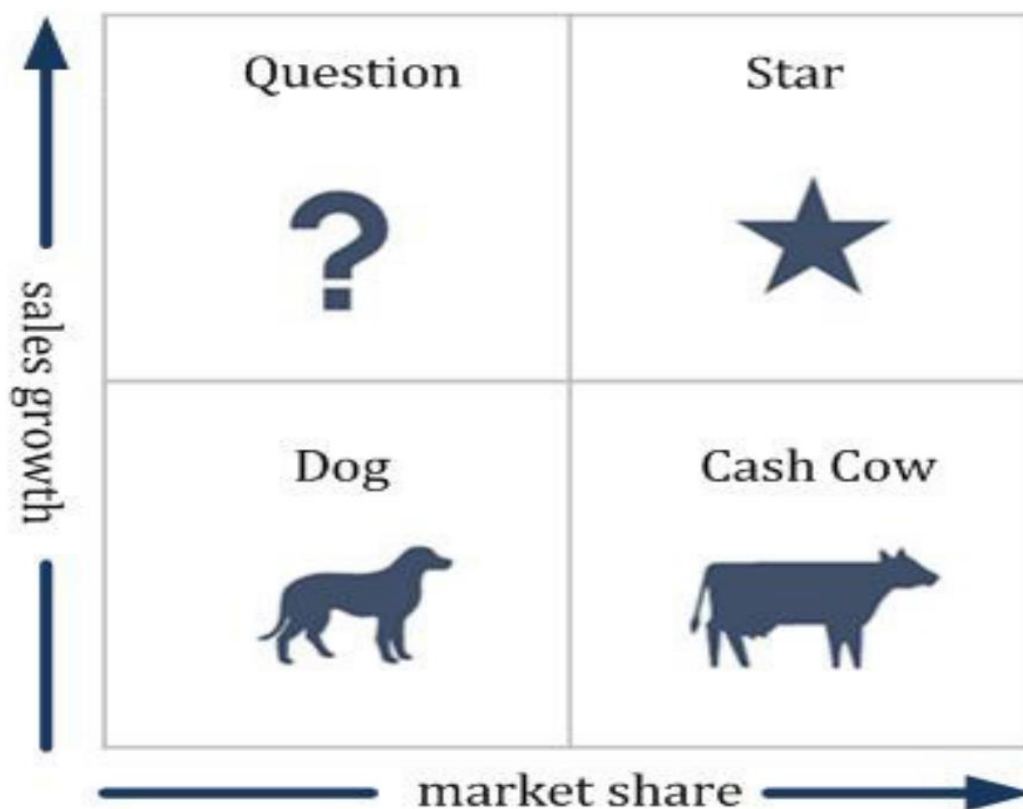 Question
Star
?
sales growth
Dog
Cash Cow
market share